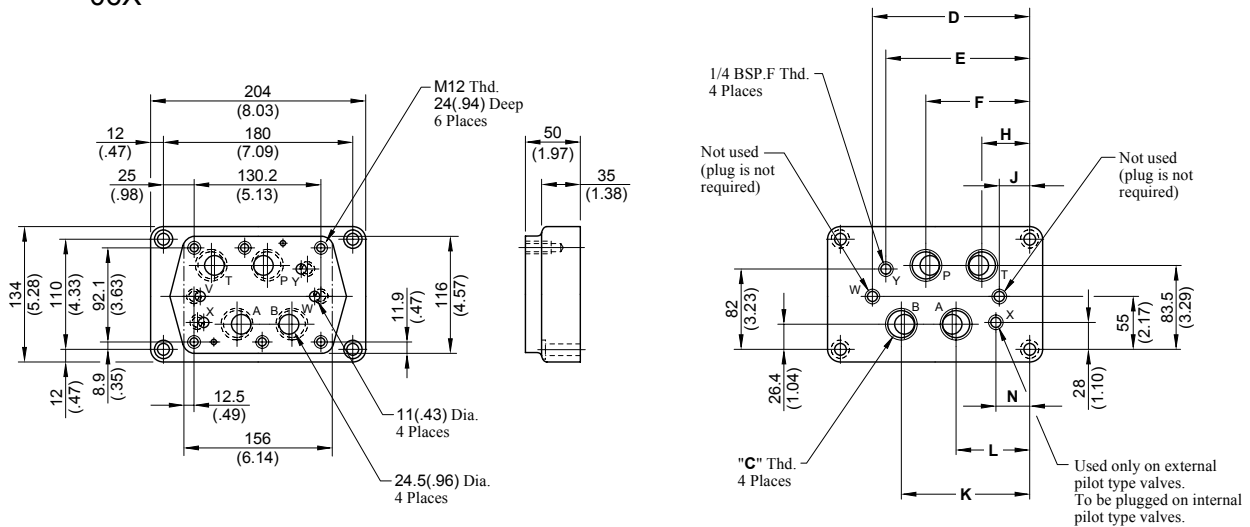 M12 Thd.
24(.94) Deep
6 Places
204
(8.03)
12
(.47)
180
(7.09)
25
(.98)
130.2
(5.13)
134
(5.28)
110
(4.33)
92.1
(3.63)
T
P
Y
V
X
A
B
W
11.9
(.47)
116
(4.57)
12
(.47)
8.9
(.35)
12.5
(.49)
156
(6.14)
11(.43) Dia.
4 Places
24.5(.96) Dia.
4 Places
50
(1.97)
35
(1.38)
D
E
1/4 BSP.F Thd.
4 Places
F
H
J
Not used
(plug is not
required)
Not used
(plug is not
required)
Y
P
T
W
B
A
X
82
(3.23)
26.4
(1.04)
55
(2.17)
83.5
(3.29)
28
(1.10)
N
L
K
"C" Thd.
4 Places
Used only on external
pilot type valves.
To be plugged on internal
pilot type valves.